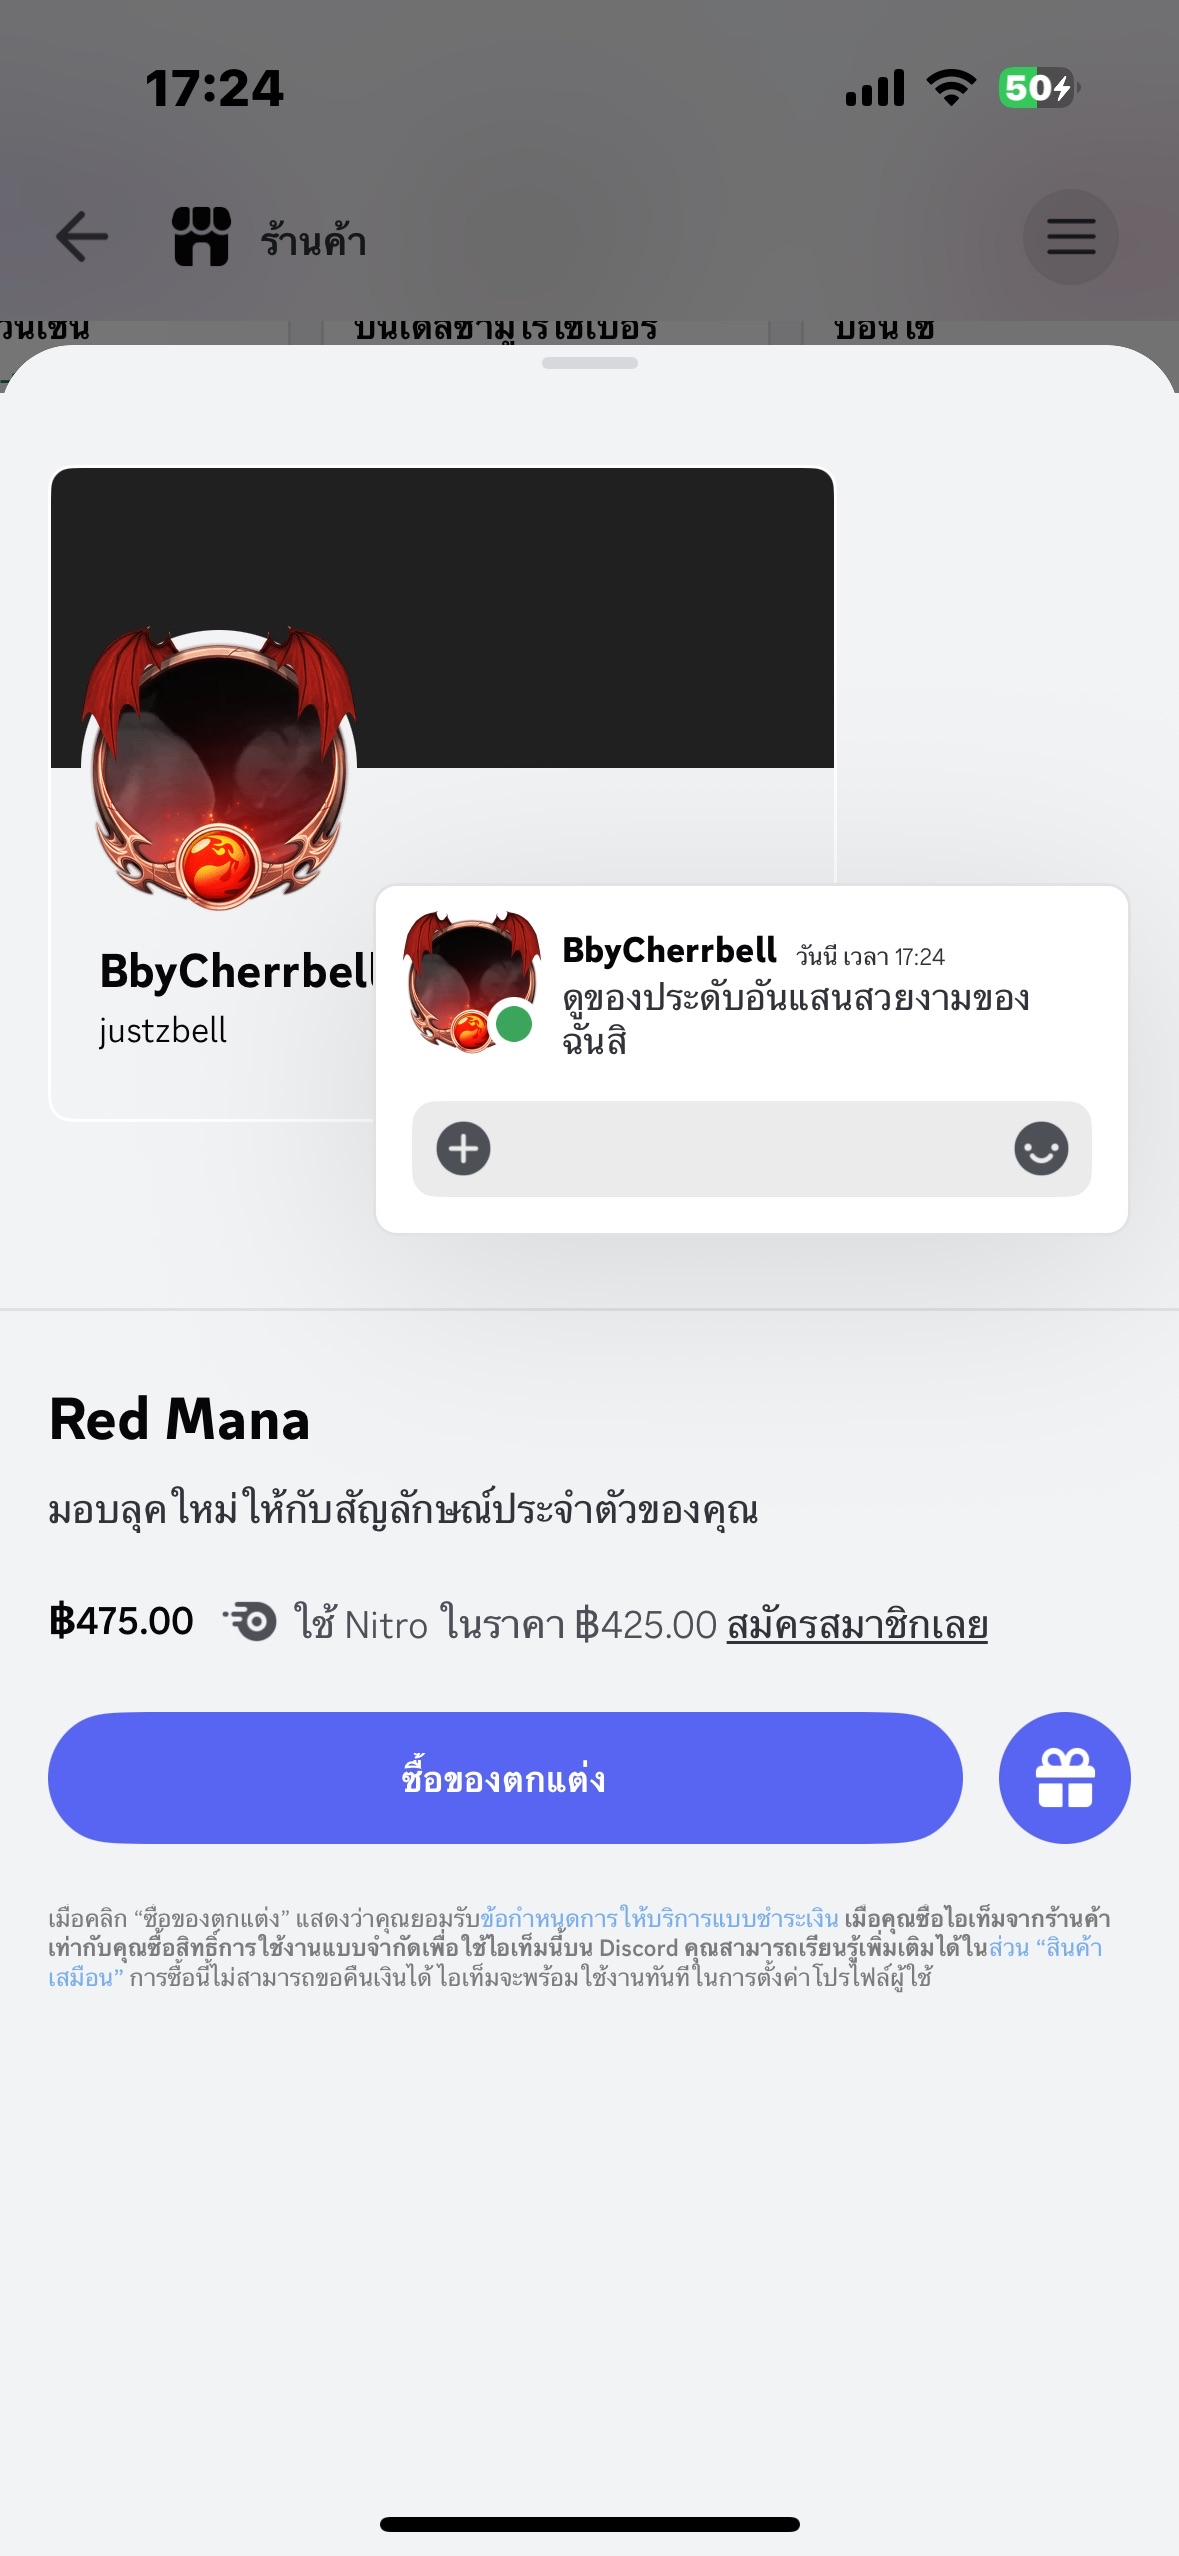 17:24
50
ร้านค้า
BbyCherrbell
justzbell
BbyCherrbell วันนี้ เวลา 17:24
ดูของประดับอันแสนสวยงามของ
ฉันสิ
Red Mana
มอบลุคใหม่ให้กับสัญลักษณ์ประจำตัวของคุณ
฿475.00 ใช้ Nitro ในราคา ฿425.00 สมัครสมาชิกเลย
ซื้อของตกแต่ง
เมื่อคลิก “ซื้อของตกแต่ง” แสดงว่าคุณยอมรับข้อกำหนดการให้บริการแบบชำระเงิน เมื่อคุณซื้อไอเท็มจากร้านค้า
เท่ากับคุณซื้อสิทธิ์การใช้งานแบบจำกัดเพื่อใช้ไอเท็มนี้บน Discord คุณสามารถเรียนรู้เพิ่มเติมได้ในส่วน “สินค้า
เสมือน” การซื้อนี้ไม่สามารถขอคืนเงินได้ ไอเท็มจะพร้อมใช้งานทันทีในการตั้งค่าโปรไฟล์ผู้ใช้